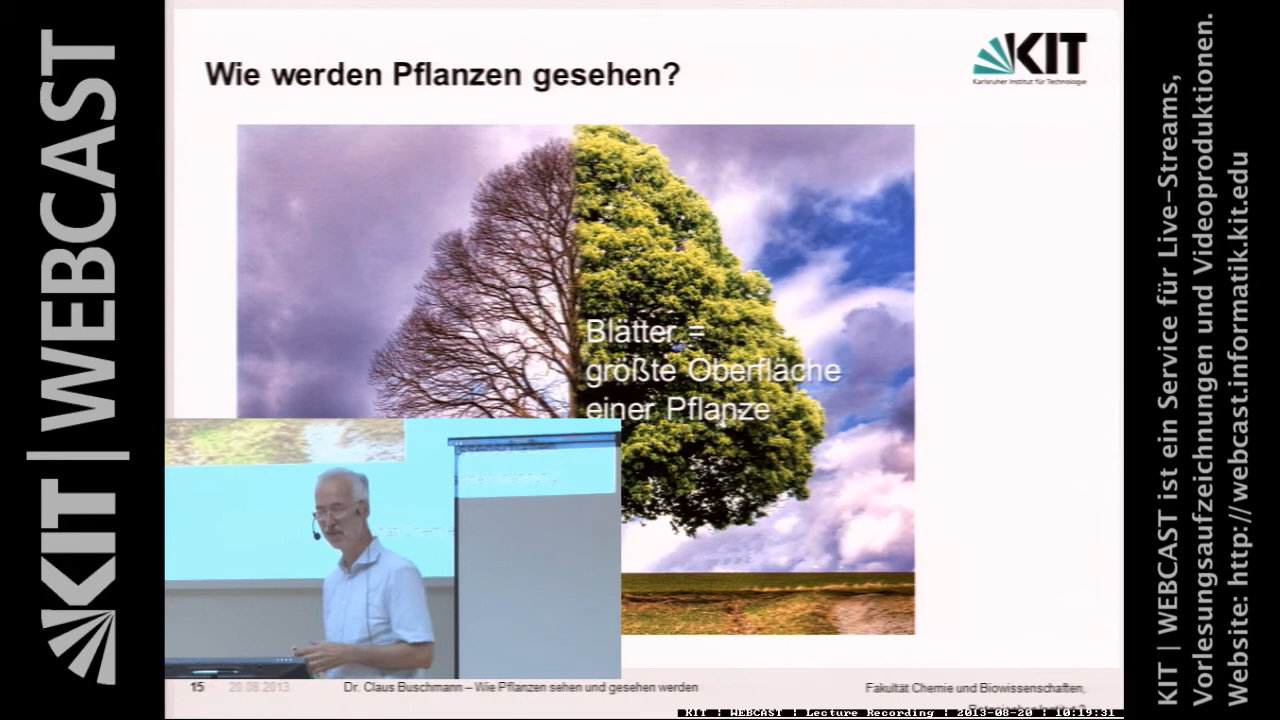 KIT | WEBCAST
Wie werden Pflanzen gesehen?
KIT
Karlsruher Institut für Technologie
Blätter =
größte Oberfläche
einer Pflanze
15
20.08.2013
Dr. Claus Buschmann – Wie Pflanzen sehen und gesehen werden
Fakultät Chemie und Biowissenschaften,
KIT : WEBCAST : Lecture Recording : 2013-08-20 : 10:19:31
KIT | WEBCAST ist ein Service für Live-Streams,
Vorlesungsaufzeichnungen und Videoproduktionen.
Website: http://webcast.informatik.kit.edu